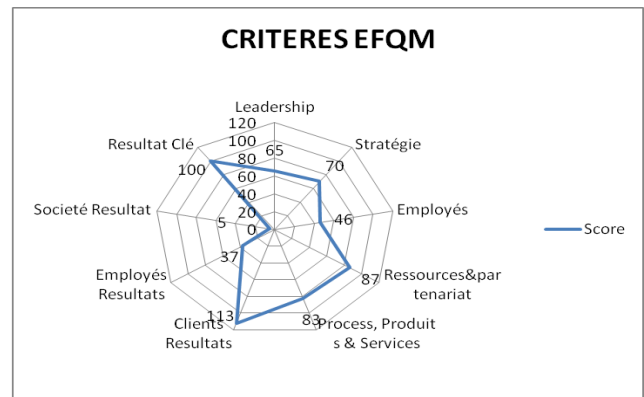 CRITERES EFQM
Leadership
120
100
80
60
40
20
0
65
Stratégie
70
Employés
46
Ressources&par
tenariat
87
Process, Produit
s & Services
83
Clients
Resultats
113
Employés
Resultats
37
Societé Resultat
5
Resultat Clé
100
Score